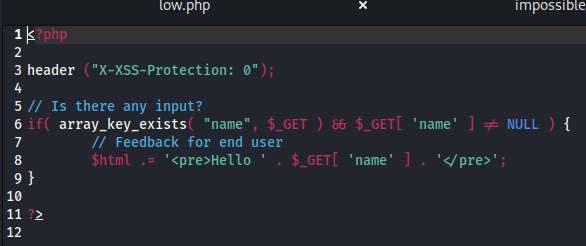 low.php × impossible
1 <?php
2
3 header ("X-XSS-Protection: 0");
4
5 // Is there any input?
6 if( array_key_exists( "name", $_GET ) && $_GET[ 'name' ] != NULL ) {
7 // Feedback for end user
8 $html .= '<pre>Hello ' . $_GET[ 'name' ] . '</pre>';
9 }
10
11 ?>
12